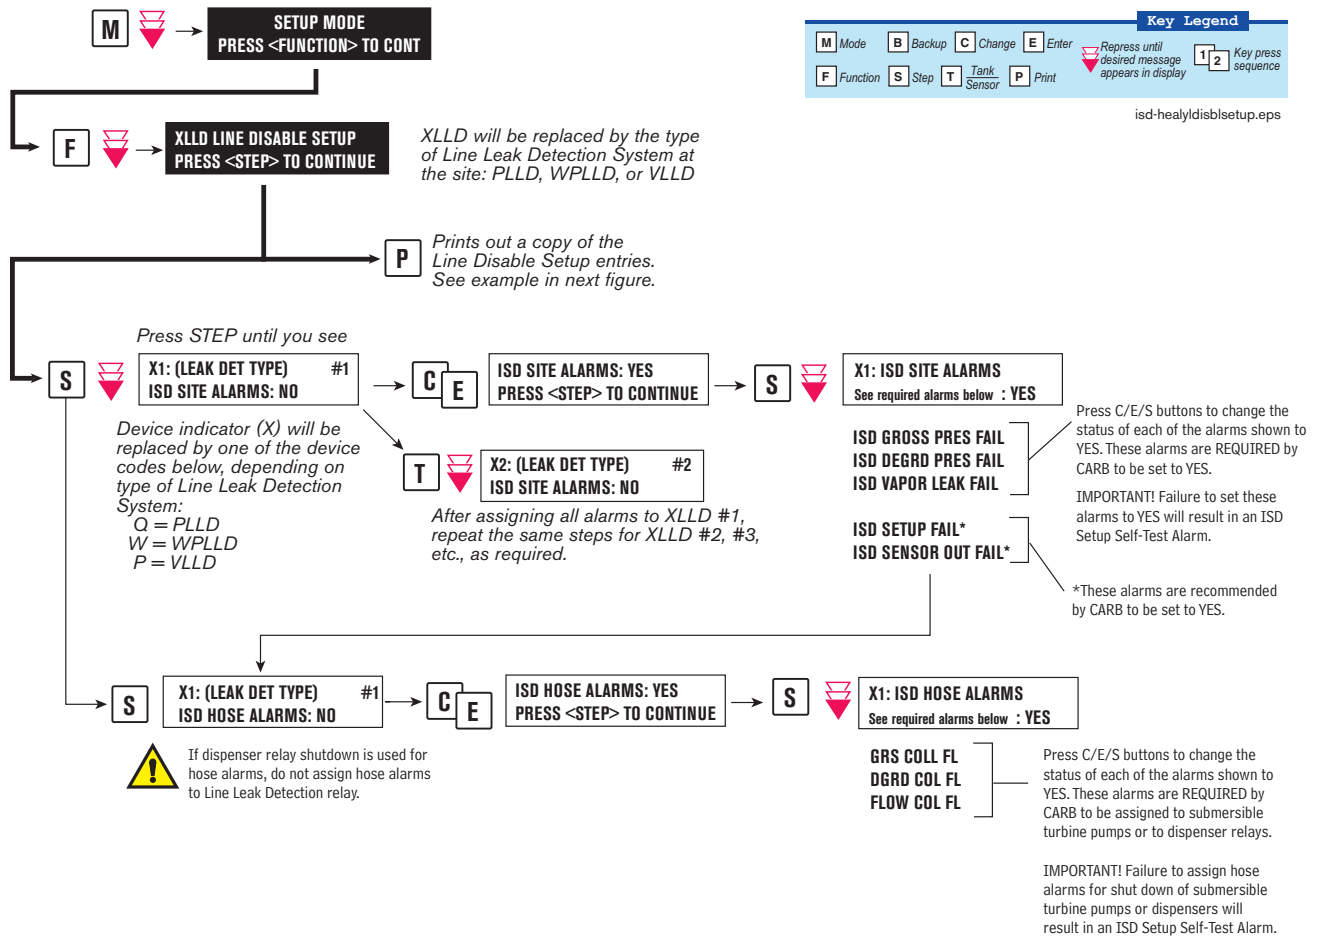 M
SETUP MODE
PRESS <FUNCTION> TO CONT
Key Legend
M Mode B Backup C Change E Enter
F Function S Step T Tank
Sensor P Print
Repress until
desired message
appears in display
1 2 Key press
sequence
isd-healyldisblsetup.eps
F
XLLD LINE DISABLE SETUP
PRESS <STEP> TO CONTINUE
XLLD will be replaced by the type
of Line Leak Detection System at
the site: PLLD, WPLLD, or VLLD
P
Prints out a copy of the
Line Disable Setup entries.
See example in next figure.
Press STEP until you see
S
X1: (LEAK DET TYPE) #1
ISD SITE ALARMS: NO
C E
ISD SITE ALARMS: YES
PRESS <STEP> TO CONTINUE
S
X1: ISD SITE ALARMS
See required alarms below : YES
Device indicator (X) will be
replaced by one of the device
codes below, depending on
type of Line Leak Detection
System:
Q = PLLD
W = WPLLD
P = VLLD
T
X2: (LEAK DET TYPE) #2
ISD SITE ALARMS: NO
After assigning all alarms to XLLD #1,
repeat the same steps for XLLD #2, #3,
etc., as required.
ISD GROSS PRES FAIL
ISD DEGRD PRES FAIL
ISD VAPOR LEAK FAIL
Press C/E/S buttons to change the
status of each of the alarms shown to
YES. These alarms are REQUIRED by
CARB to be set to YES.
IMPORTANT! Failure to set these
alarms to YES will result in an ISD
Setup Self-Test Alarm.
ISD SETUP FAIL*
ISD SENSOR OUT FAIL*
*These alarms are recommended
by CARB to be set to YES.
S
X1: (LEAK DET TYPE) #1
ISD HOSE ALARMS: NO
C E
ISD HOSE ALARMS: YES
PRESS <STEP> TO CONTINUE
S
X1: ISD HOSE ALARMS
See required alarms below : YES
!
If dispenser relay shutdown is used for
hose alarms, do not assign hose alarms
to Line Leak Detection relay.
GRS COLL FL
DGRD COL FL
FLOW COL FL
Press C/E/S buttons to change the
status of each of the alarms shown to
YES. These alarms are REQUIRED by
CARB to be assigned to submersible
turbine pumps or to dispenser relays.
IMPORTANT! Failure to assign hose
alarms for shut down of submersible
turbine pumps or dispensers will
result in an ISD Setup Self-Test Alarm.